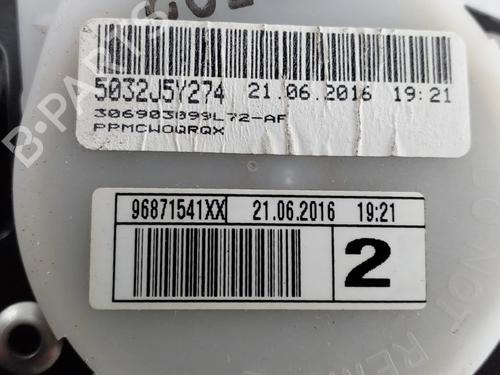 5032J5Y274 21.06.2016 19:21
306903099L72-AF
PPMCWOQRQX
96871541XX 21.06.2016 19:21
2
DO NOT REM
B-PARTS